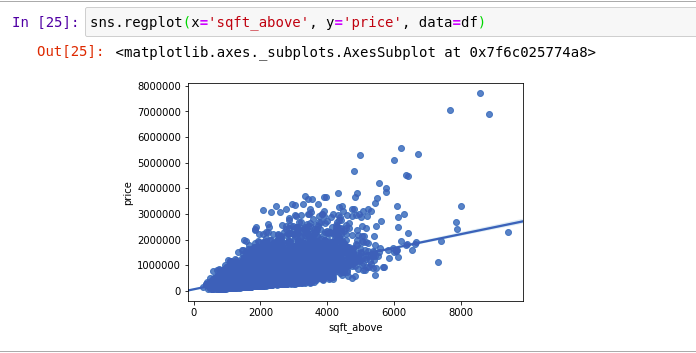 In [25]: sns.regplot(x='sqft_above', y='price', data=df)
Out[25]: <matplotlib.axes._subplots.AxesSubplot at 0x7f6c025774a8>
8000000
7000000
6000000
5000000
4000000
3000000
2000000
1000000
0
price
0 2000 4000 6000 8000
sqft_above